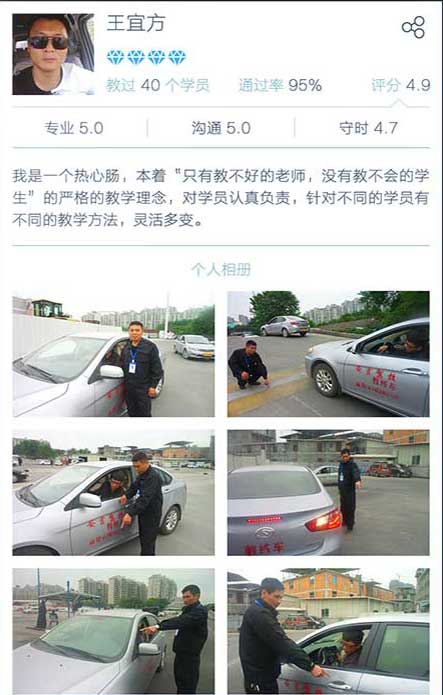 王宜方
教过 40 个学员 通过率 95% 评分 4.9
专业 5.0 沟通 5.0 守时 4.7
我是一个热心肠，本着“只有教不好的老师，没有教不会的学
生”的严格的教学理念，对学员认真负责，针对不同的学员有
不同的教学方法，灵活多变。
个人相册
教练车
教练车